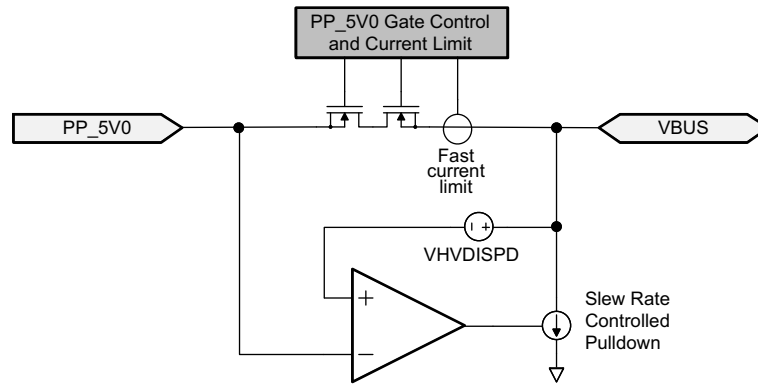 PP_5V0 Gate Control
and Current Limit
PP_5V0
VBUS
Fast
current
limit
VHVDISPD
Slew Rate
Controlled
Pulldown